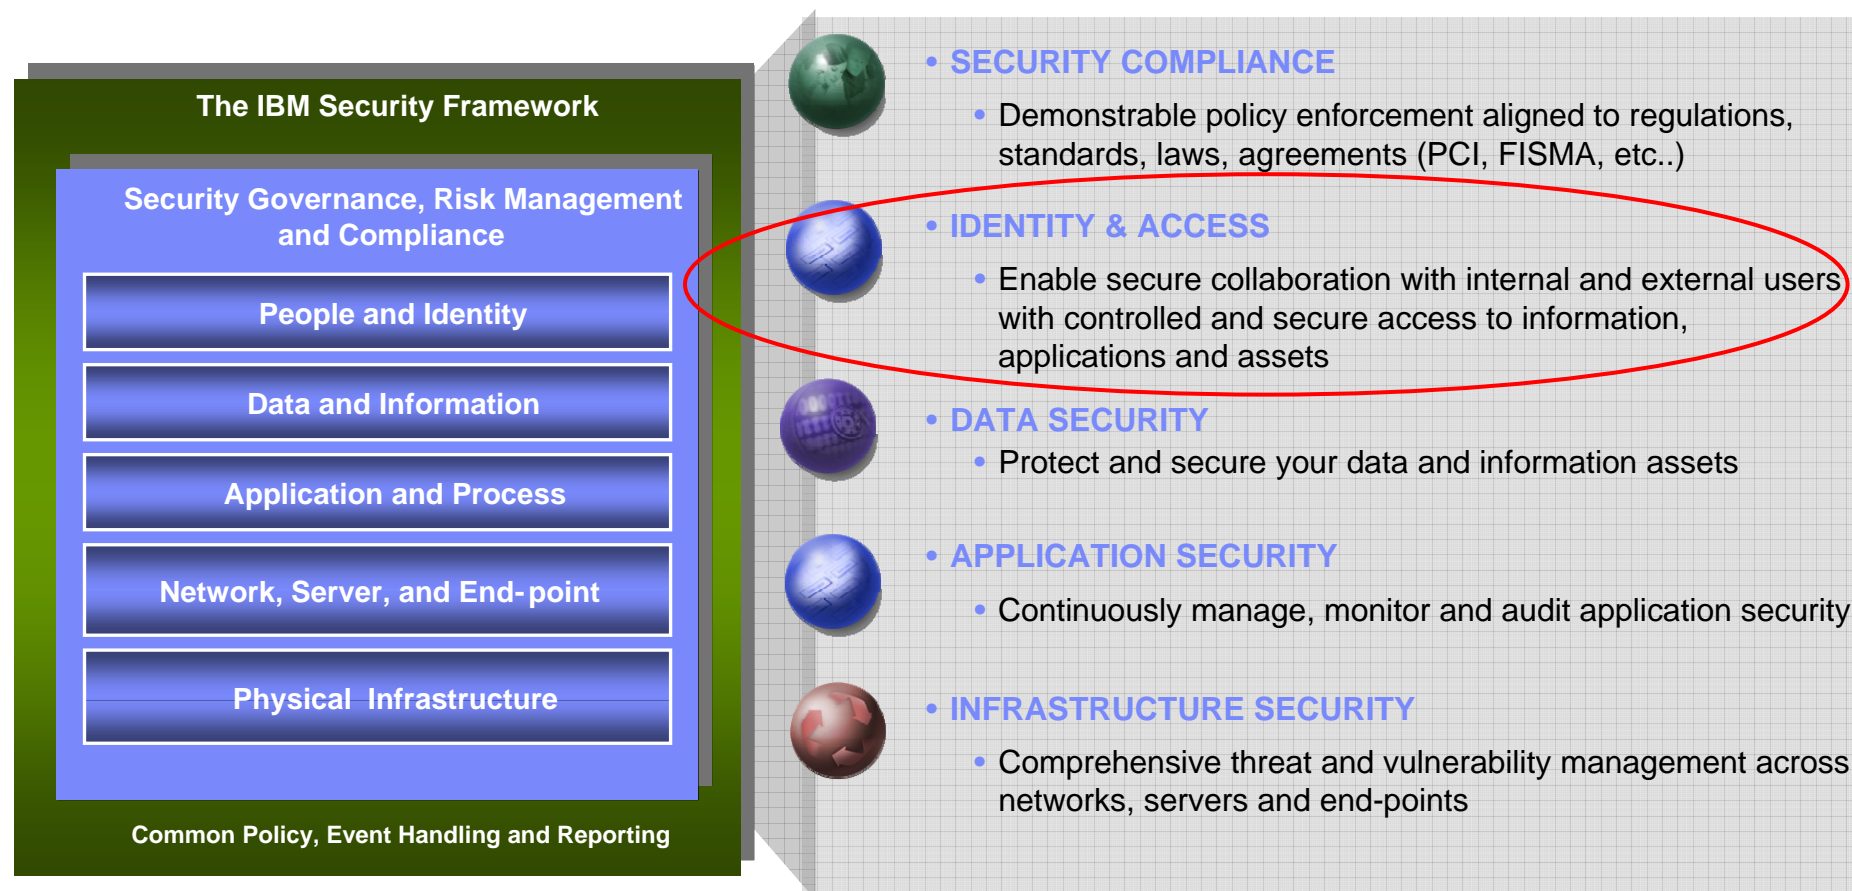 The IBM Security Framework
Security Governance, Risk Management
and Compliance
People and Identity
Data and Information
Application and Process
Network, Server, and End-point
Physical Infrastructure
Common Policy, Event Handling and Reporting
• SECURITY COMPLIANCE
• Demonstrable policy enforcement aligned to regulations,
standards, laws, agreements (PCI, FISMA, etc..)
• IDENTITY & ACCESS
• Enable secure collaboration with internal and external users
with controlled and secure access to information,
applications and assets
• DATA SECURITY
• Protect and secure your data and information assets
• APPLICATION SECURITY
• Continuously manage, monitor and audit application security
• INFRASTRUCTURE SECURITY
• Comprehensive threat and vulnerability management across
networks, servers and end-points